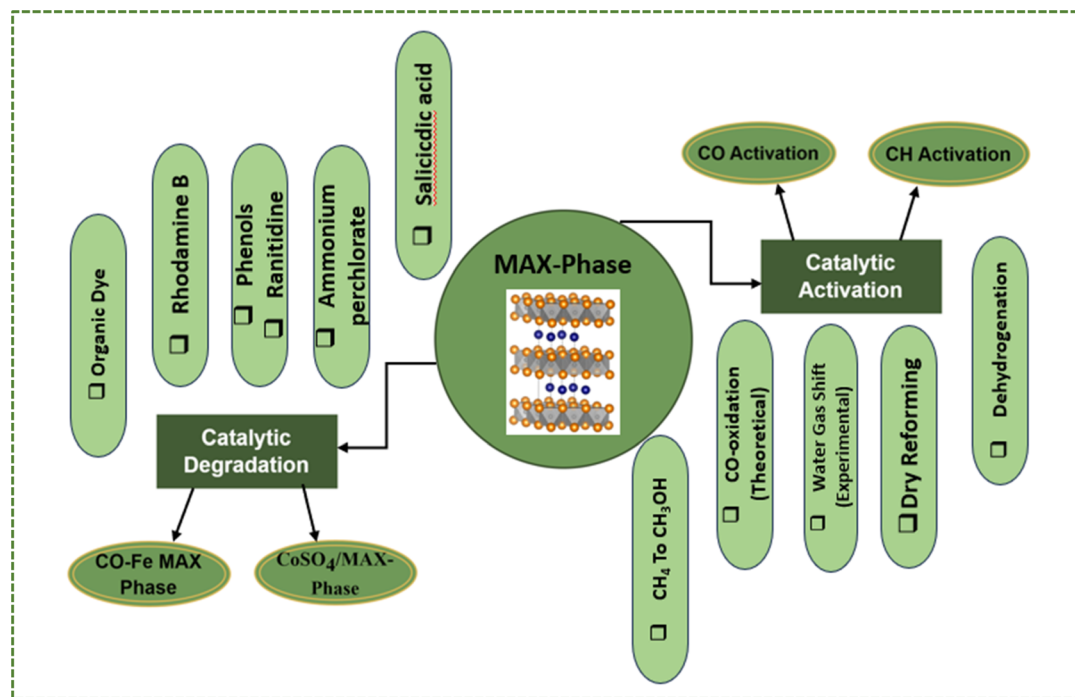 MAX-Phase
❑ Salicicdic acid
❑ Ammonium
perchlorate
❑ Phenols
❑ Ranitidine
❑ Rhodamine B
❑ Organic Dye
Catalytic
Degradation
CO-Fe MAX
Phase
CoSO₄/MAX-
Phase
CO Activation
CH Activation
Catalytic
Activation
❑ CH₄ To CH₃OH
❑ CO-oxidation
(Theoretical)
❑ Water Gas Shift
(Experimental)
❑ Dry Reforming
❑ Dehydrogenation